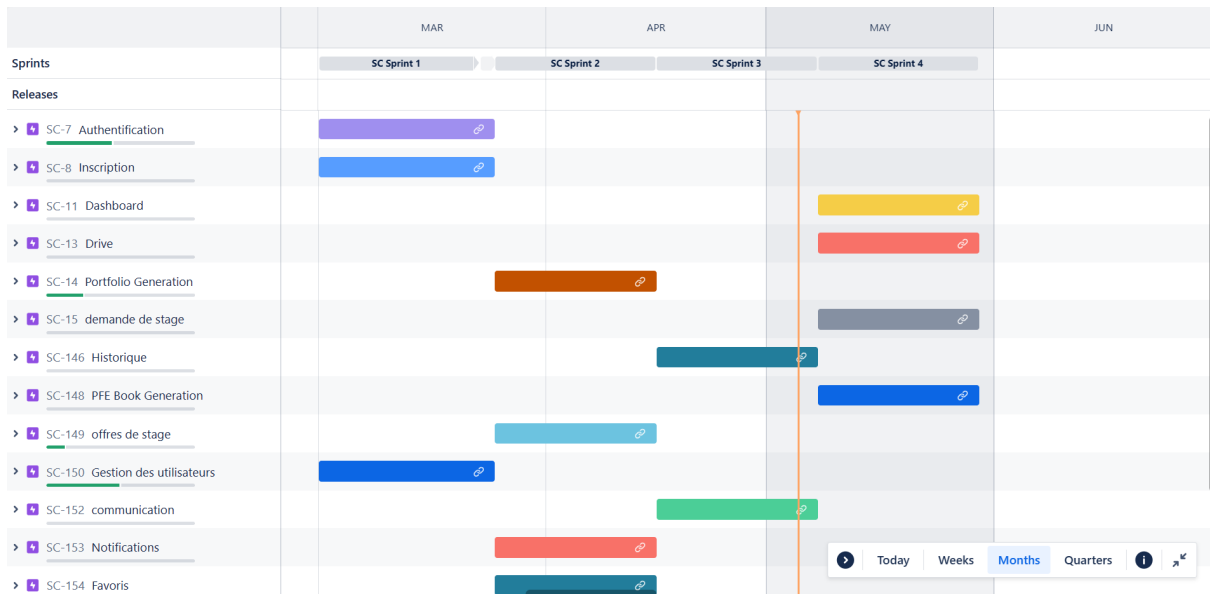 MAR APR MAY JUN
Sprints SC Sprint 1 SC Sprint 2 SC Sprint 3 SC Sprint 4
Releases
SC-7 Authentification
SC-8 Inscription
SC-11 Dashboard
SC-13 Drive
SC-14 Portfolio Generation
SC-15 demande de stage
SC-146 Historique
SC-148 PFE Book Generation
SC-149 offres de stage
SC-150 Gestion des utilisateurs
SC-152 communication
SC-153 Notifications
Today Weeks Months Quarters
SC-154 Favoris